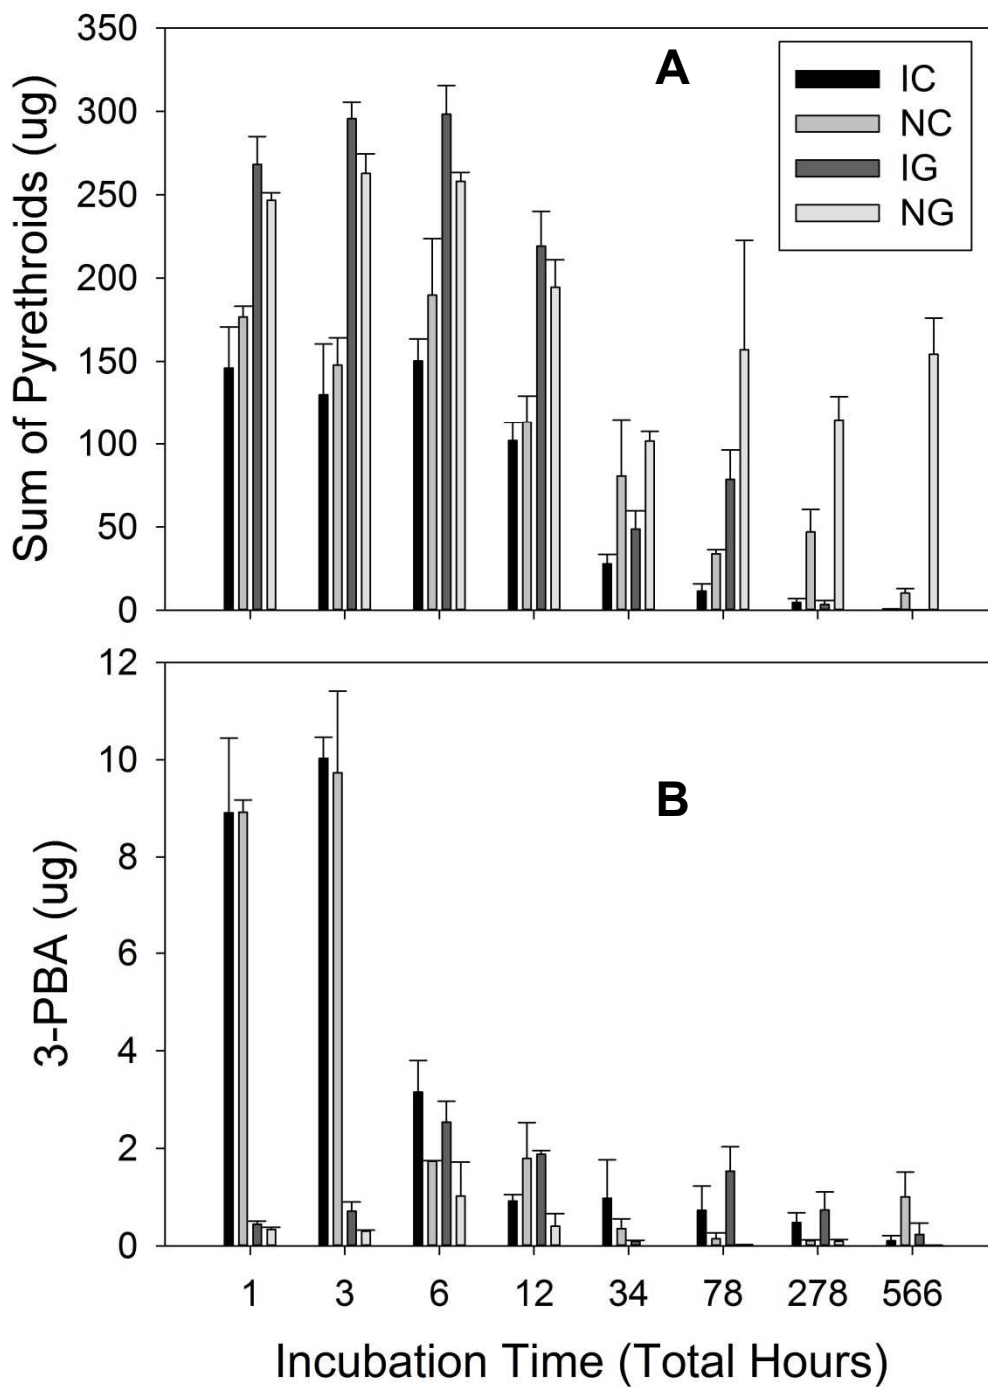 350
300
250
200
150
100
50
0
Sum of Pyrethroids (ug)
A
IC
NC
IG
NG
12
10
8
6
4
2
0
3-PBA (ug)
B
1 3 6 12 34 78 278 566
Incubation Time (Total Hours)